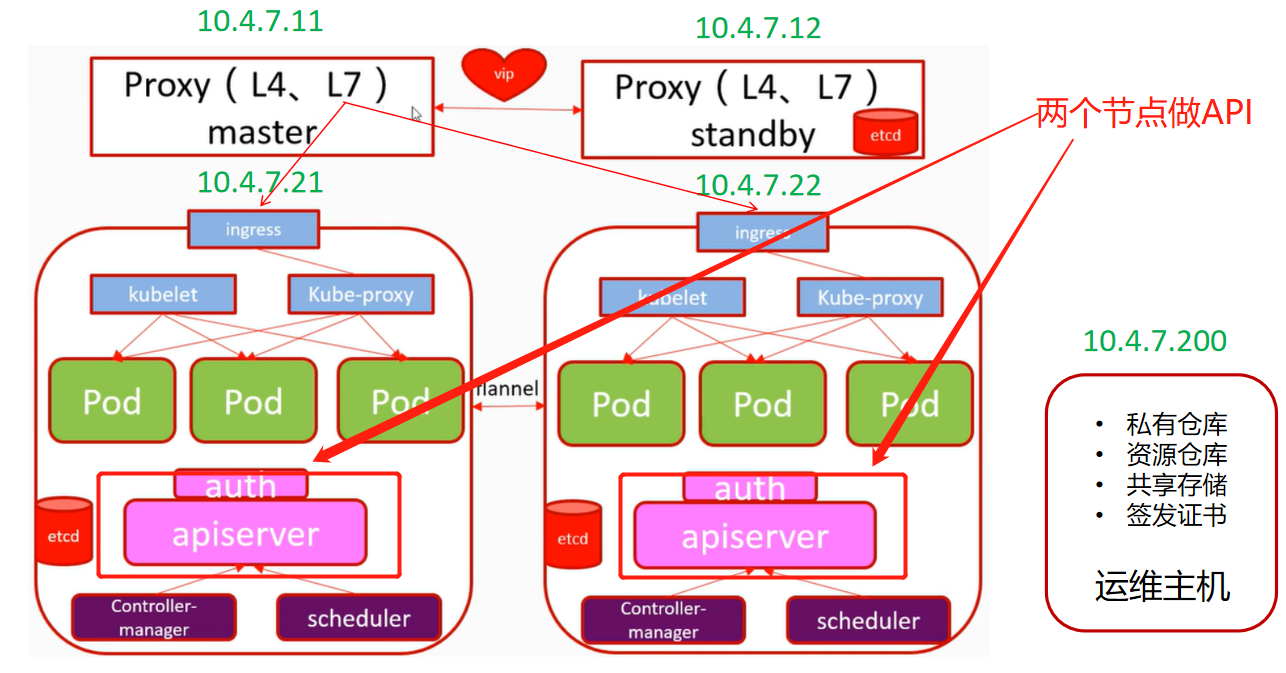 10.4.7.11
10.4.7.12
Proxy（L4、L7）
master
vip
Proxy（L4、L7）
standby
etcd
两个节点做API
10.4.7.21
10.4.7.22
ingress
ingress
kubelet
Kube-proxy
kubelet
Kube-proxy
Pod
Pod
Pod
flannel
Pod
Pod
Pod
10.4.7.200
• 私有仓库
• 资源仓库
• 共享存储
• 签发证书
运维主机
auth
apiserver
etcd
auth
apiserver
etcd
Controller-
manager
scheduler
Controller-
manager
scheduler